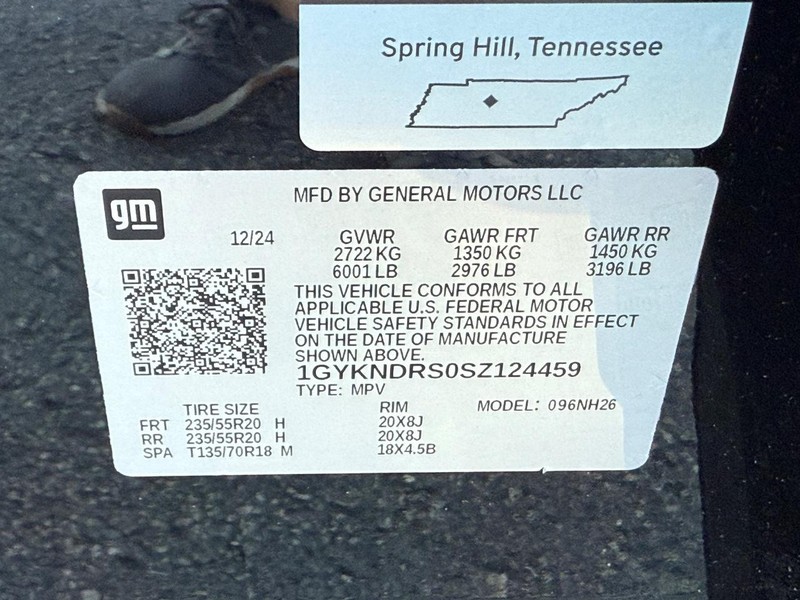 Spring Hill, Tennessee
gm
MFD BY GENERAL MOTORS LLC
12/24 GVWR GAWR FRT GAWR RR
2722 KG 1350 KG 1450 KG
6001 LB 2976 LB 3196 LB
THIS VEHICLE CONFORMS TO ALL
APPLICABLE U.S. FEDERAL MOTOR
VEHICLE SAFETY STANDARDS IN EFFECT
ON THE DATE OF MANUFACTURE
SHOWN ABOVE.
1GYKNDRS0SZ124459
TYPE: MPV
TIRE SIZE RIM MODEL: 096NH26
FRT 235/55R20 H 20X8J
RR 235/55R20 H 20X8J
SPA T135/70R18 M 18X4.5B